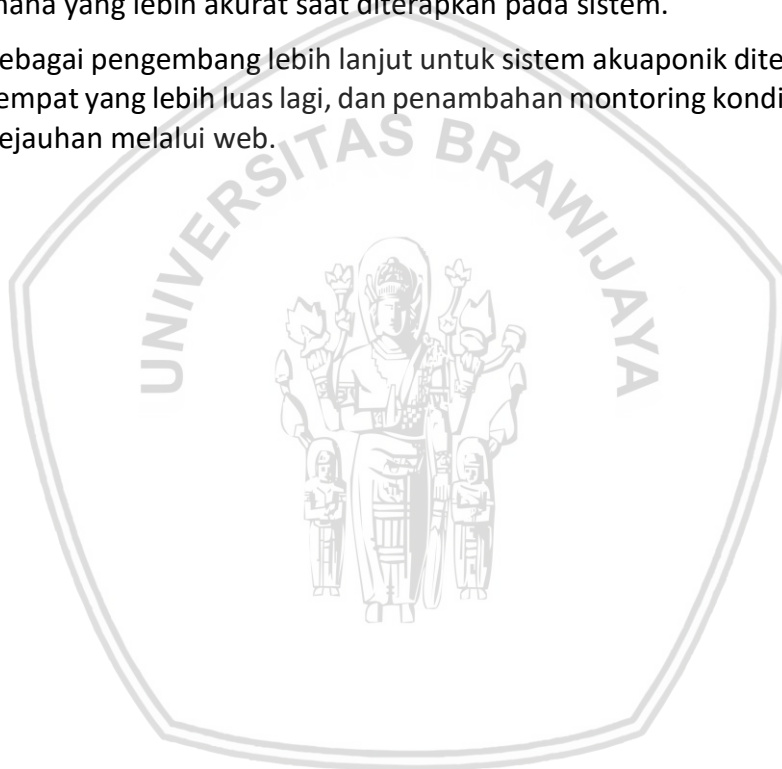 nana yang lebih akurat saat diterapkan pada sistem.
ebagai pengembang lebih lanjut untuk sistem akuaponik dite
empat yang lebih luas lagi, dan penambahan montoring kondi
ejauhan melalui web.
UNIVERSITAS BRAWIJAYA